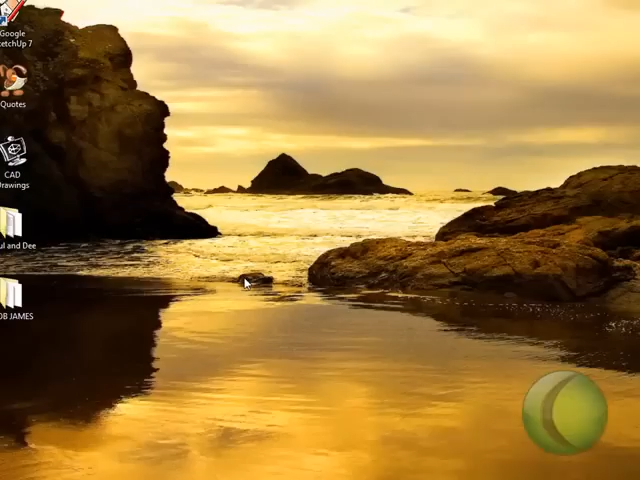 Google
etchUp 7
Quotes
CAD
Drawings
ul and Dee
OB JAMES